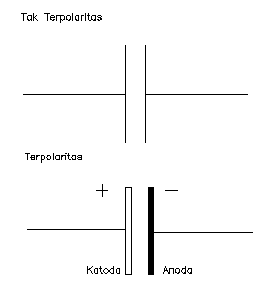 Tak Terpolaritas
Terpolaritas
+ −
Katoda Anoda